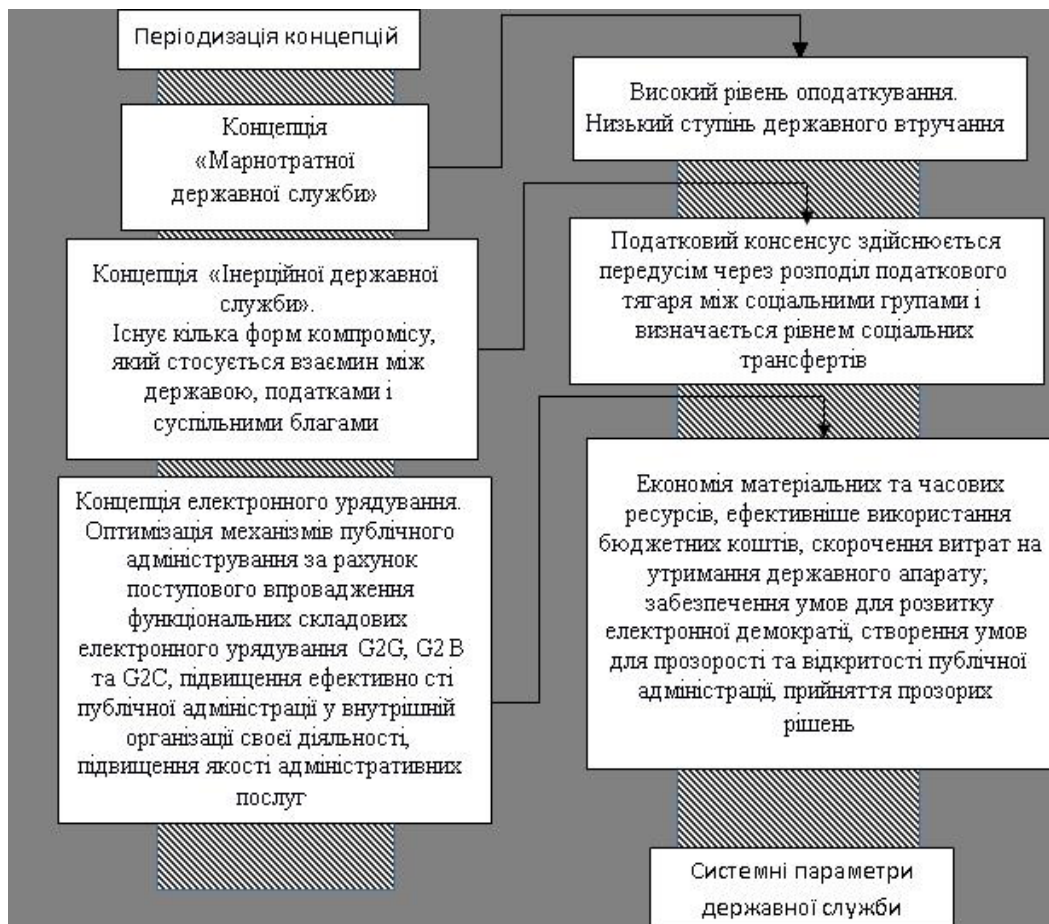 Періодизація концепцій
Концепція
«Марнотратної
державної служби»
Концепція «Інерційної державної
служби».
Існує кілька форм компромісу,
який стосується взаємин між
державою, податками і
суспільними благами
Концепція електронного урядування.
Оптимізація механізмів публічного
адміністрування за рахунок
поступового впровадження
функціональних складових
електронного урядування G2G, G2 B
та G2C, підвищення ефективно сті
публічної адміністрації у внутрішній
організації своєї діяльності,
підвищення якості адміністративних
послуг
Високий рівень оподаткування.
Низький ступінь державного втручання
Податковий консенсус здійснюється
передусім через розподіл податкового
тягаря між соціальними групами і
визначається рівнем соціальних
трансфертів
Економія матеріальних та часових
ресурсів, ефективніше використання
бюджетних коштів, скорочення витрат на
утримання державного апарату;
забезпечення умов для розвитку
електронної демократії, створення умов
для прозорості та відкритості публічної
адміністрації, прийняття прозорих
рішень
Системні параметри
державної служби